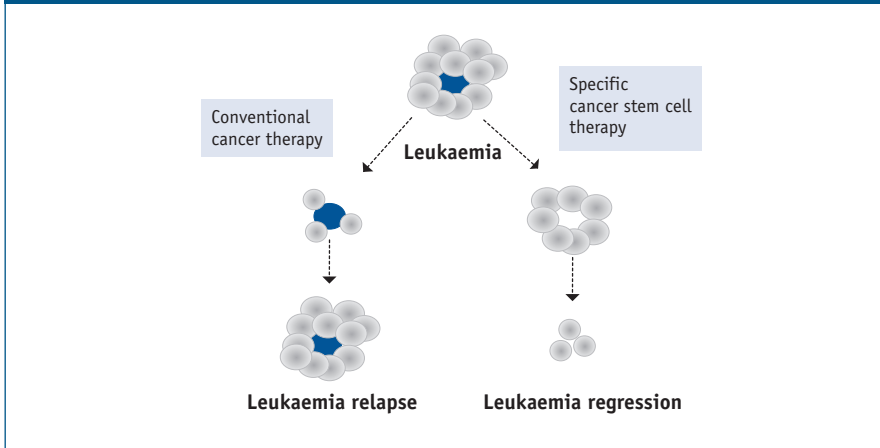 Conventional
cancer therapy
Specific
cancer stem cell
therapy
Leukaemia
Leukaemia relapse
Leukaemia regression